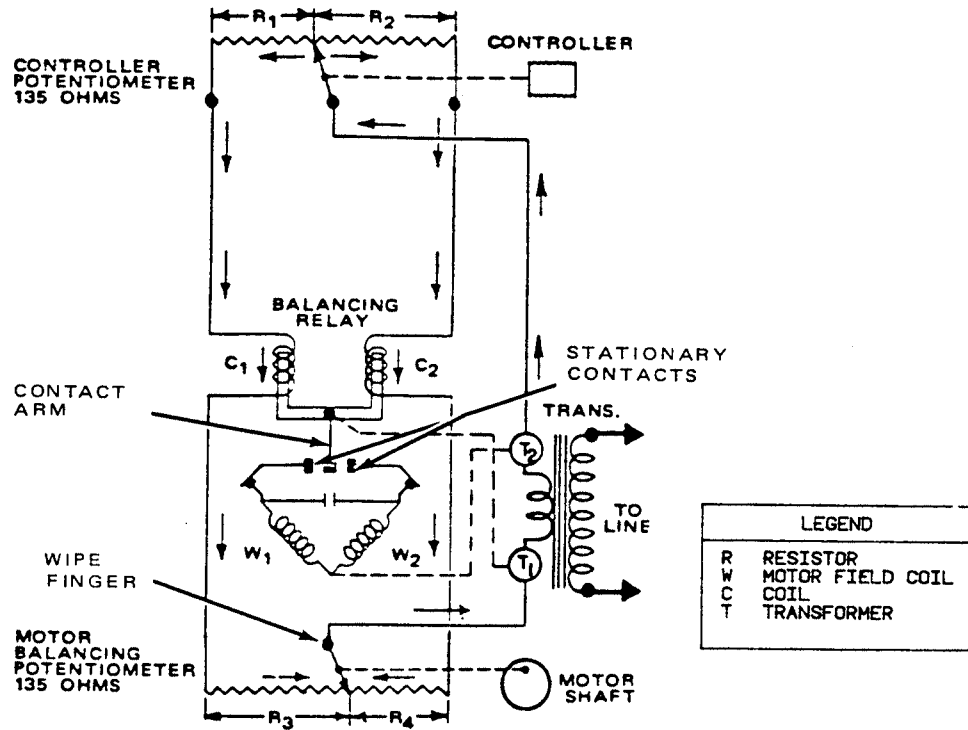 R1
R2
CONTROLLER
CONTROLLER
POTENTIOMETER
135 OHMS
BALANCING
RELAY
C1
C2
STATIONARY
CONTACTS
CONTACT
ARM
TRANS.
T2
TO
LINE
T1
W1
W2
WIPE
FINGER
MOTOR
BALANCING
POTENTIOMETER
135 OHMS
MOTOR
SHAFT
R3
R4
LEGEND
R RESISTOR
W MOTOR FIELD COIL
C COIL
T TRANSFORMER